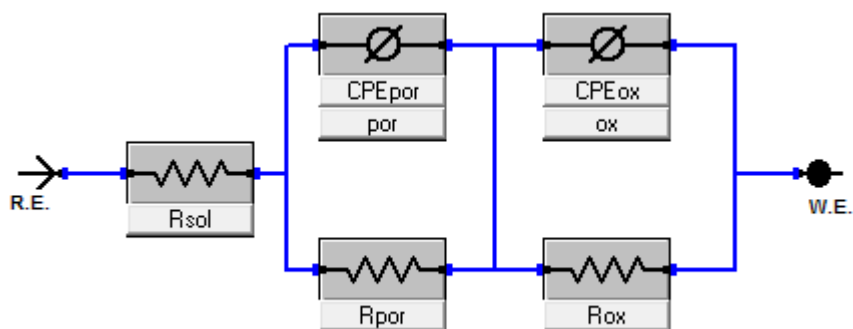 CPEpor
por
CPEox
ox
R.E.
Rsol
W.E.
Rpor
Rox